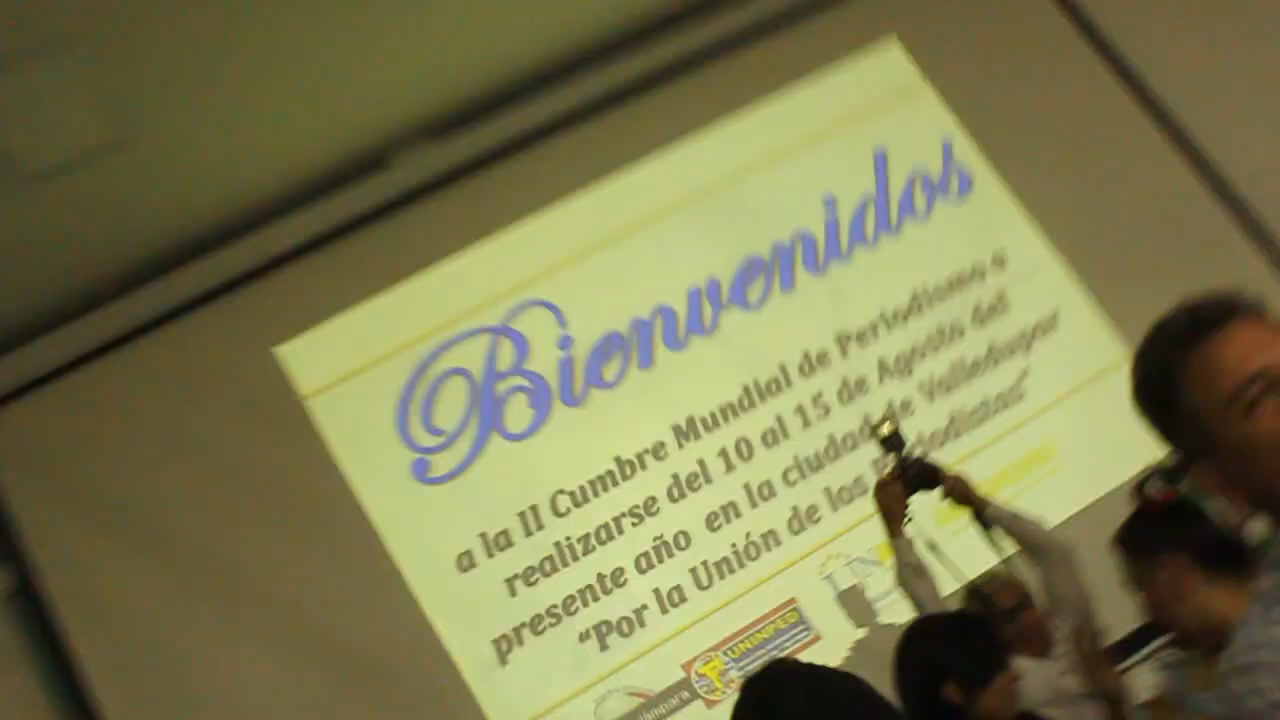 Bienvenidos
a la II Cumbre Mundial de Periodismo a
realizarse del 10 al 15 de Agosto del
presente año en la ciudad de Valledupar
“Por la Unión de los Periodistas”
UNINPED